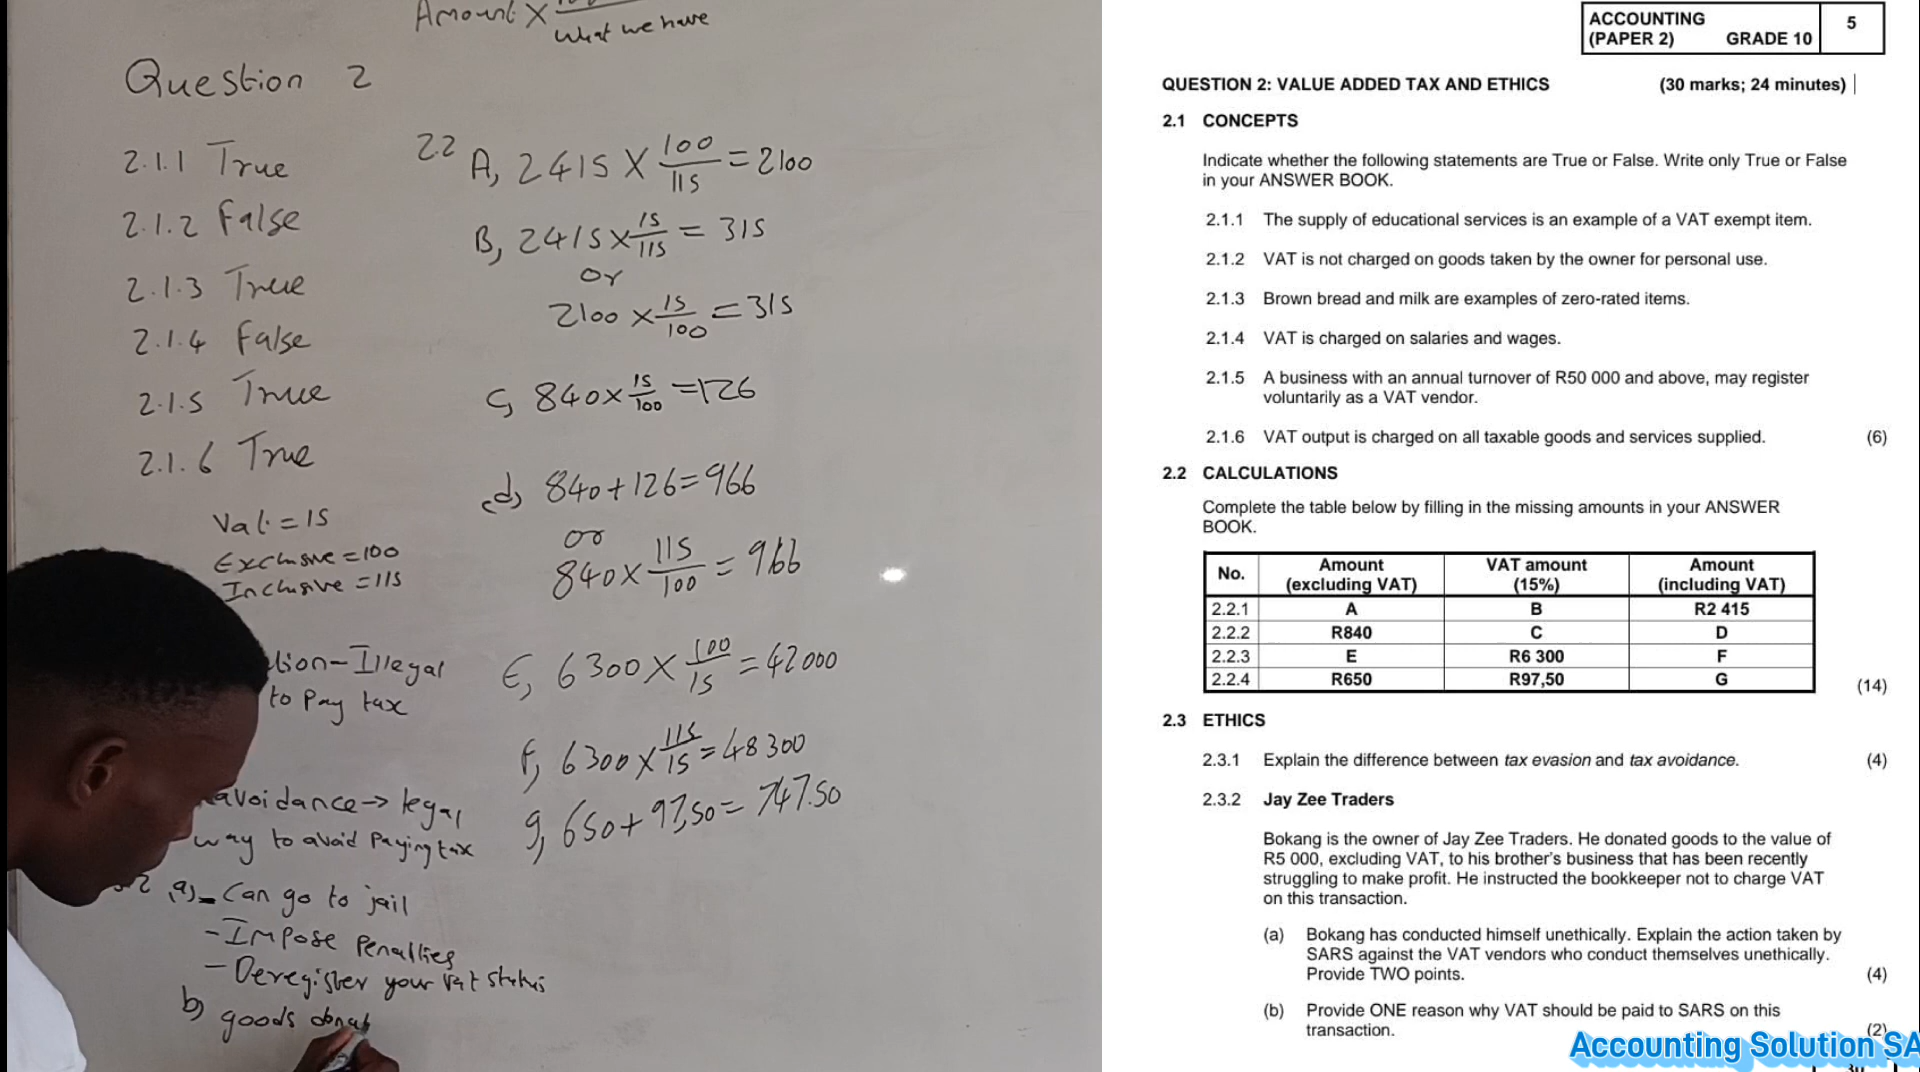 Amount ×
What we have
Question 2
2.1.1 True
2.1.2 False
2.1.3 True
2.1.4 False
2.1.5 True
2.1.6 True
Vat = 15
Exclusive = 100
Inclusive = 115
tion - Illegal
to pay tax
avoidance → legal
way to avoid paying tax
2 a) - Can go to jail
- Impose Penalties
- Deregister your Vat status
b) goods donat
2.2 A, 2415 × 100/115 = 2100
B, 2415 × 15/115 = 315
or
2100 × 15/100 = 315
C, 840 × 15/100 = 126
d, 840 + 126 = 966
or
840 × 115/100 = 966
E, 6300 × 100/15 = 42000
f, 6300 × 115/15 = 48300
g, 650 + 97,50 = 747.50
ACCOUNTING
(PAPER 2) GRADE 10
5
QUESTION 2: VALUE ADDED TAX AND ETHICS (30 marks; 24 minutes)
2.1 CONCEPTS
Indicate whether the following statements are True or False. Write only True or False
in your ANSWER BOOK.
2.1.1 The supply of educational services is an example of a VAT exempt item.
2.1.2 VAT is not charged on goods taken by the owner for personal use.
2.1.3 Brown bread and milk are examples of zero-rated items.
2.1.4 VAT is charged on salaries and wages.
2.1.5 A business with an annual turnover of R50 000 and above, may register
voluntarily as a VAT vendor.
2.1.6 VAT output is charged on all taxable goods and services supplied. (6)
2.2 CALCULATIONS
Complete the table below by filling in the missing amounts in your ANSWER
BOOK.
No. Amount (excluding VAT) VAT amount (15%) Amount (including VAT)
2.2.1 A B R2 415
2.2.2 R840 C D
2.2.3 E R6 300 F
2.2.4 R650 R97,50 G
(14)
2.3 ETHICS
2.3.1 Explain the difference between tax evasion and tax avoidance. (4)
2.3.2 Jay Zee Traders
Bokang is the owner of Jay Zee Traders. He donated goods to the value of
R5 000, excluding VAT, to his brother's business that has been recently
struggling to make profit. He instructed the bookkeeper not to charge VAT
on this transaction.
(a) Bokang has conducted himself unethically. Explain the action taken by
SARS against the VAT vendors who conduct themselves unethically.
Provide TWO points. (4)
(b) Provide ONE reason why VAT should be paid to SARS on this
transaction. (2)
Accounting Solution SA